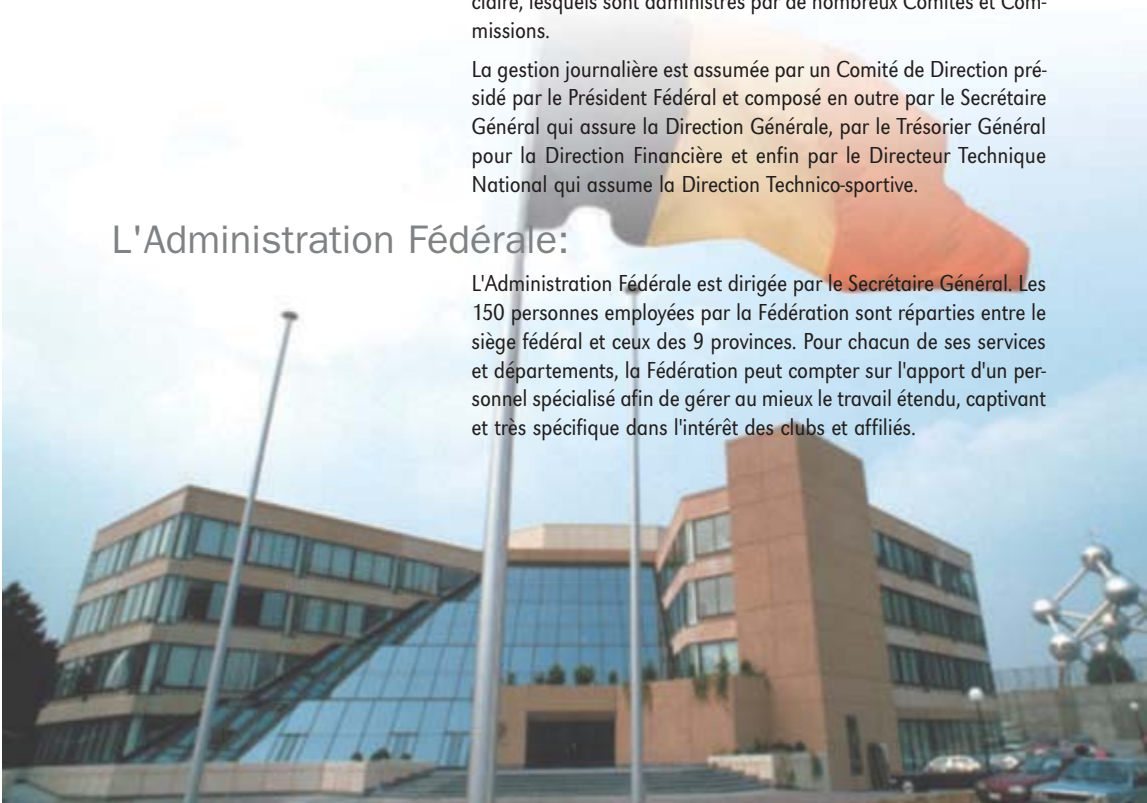 claire, lesquels sont administrés par de nombreux Comités et Com-
missions.
La gestion journalière est assumée par un Comité de Direction pré-
sidé par le Président Fédéral et composé en outre par le Secrétaire
Général qui assure la Direction Générale, par le Trésorier Général
pour la Direction Financière et enfin par le Directeur Technique
National qui assume la Direction Technico-sportive.
L'Administration Fédérale:
L'Administration Fédérale est dirigée par le Secrétaire Général. Les
150 personnes employées par la Fédération sont réparties entre le
siège fédéral et ceux des 9 provinces. Pour chacun de ses services
et départements, la Fédération peut compter sur l'apport d'un per-
sonnel spécialisé afin de gérer au mieux le travail étendu, captivant
et très spécifique dans l'intérêt des clubs et affiliés.